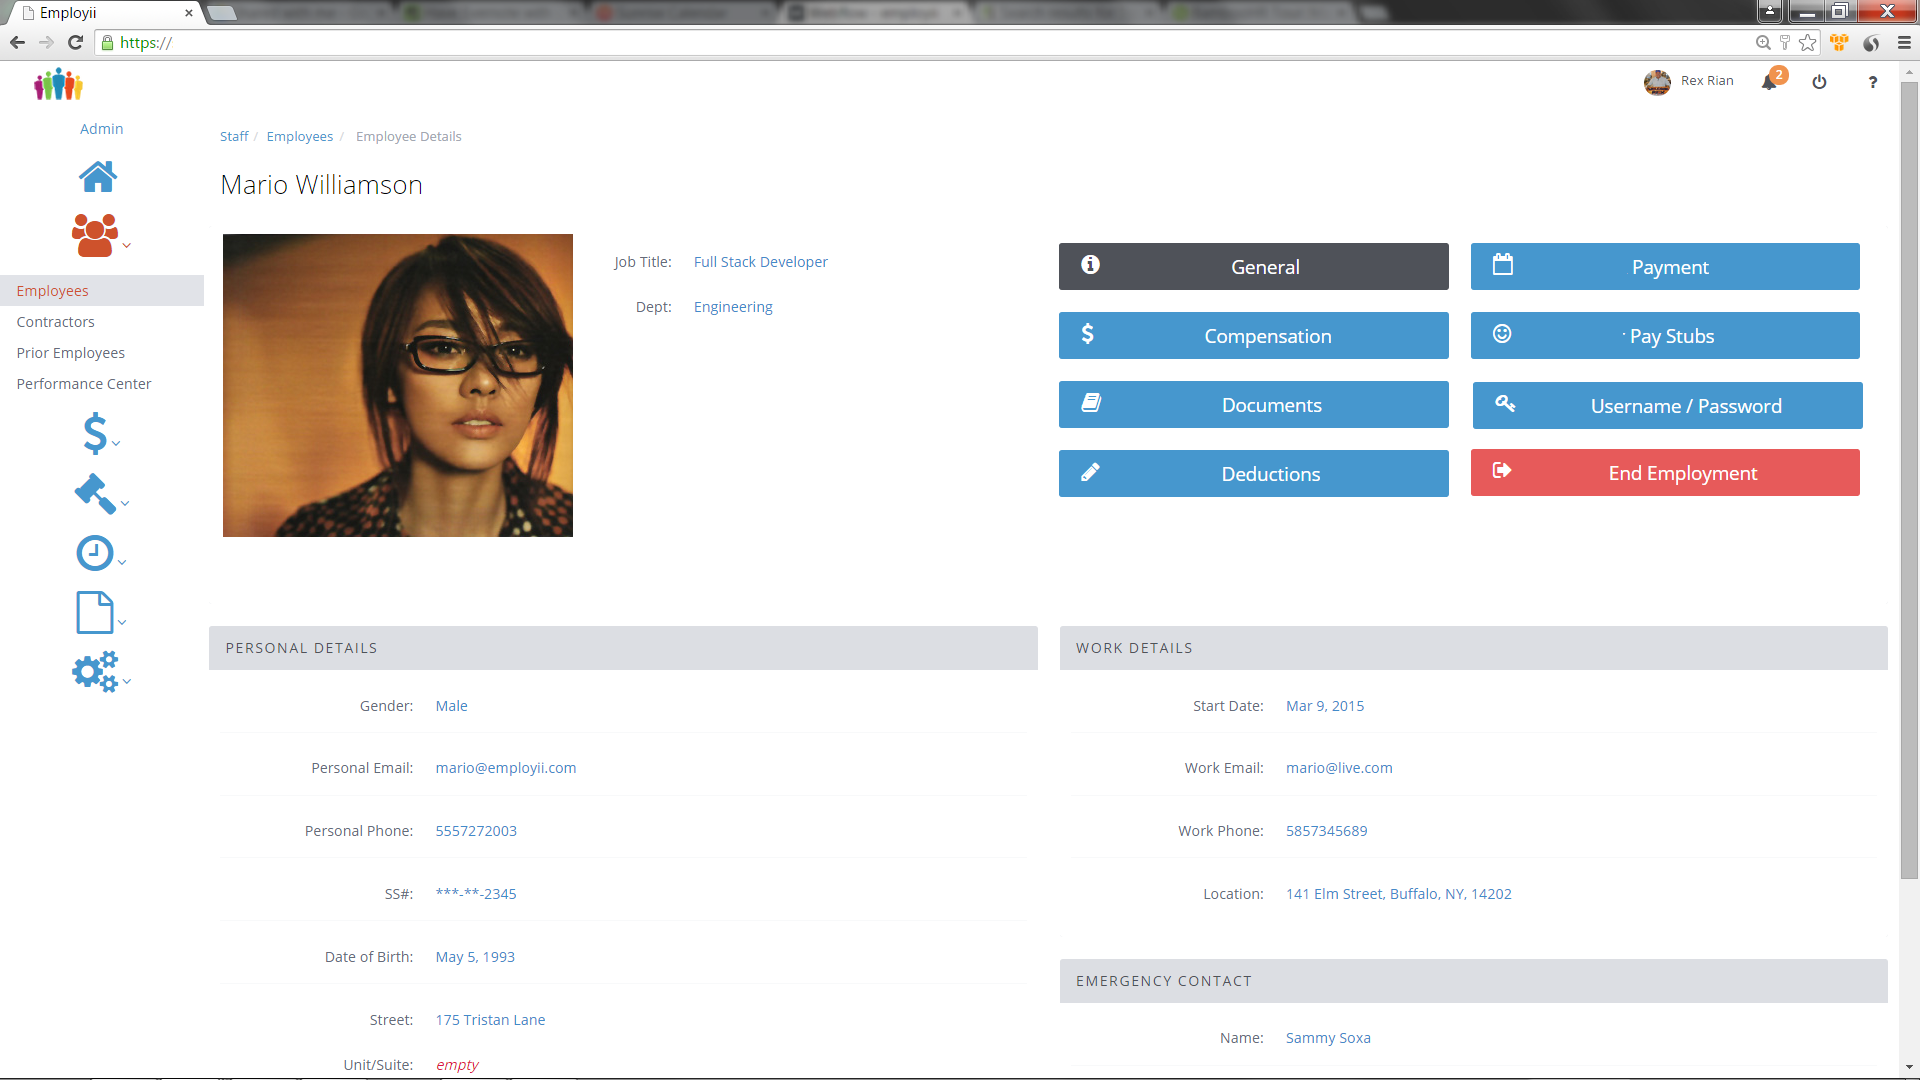 Employii
https://
Rex Rian
2
?
Admin
Staff / Employees / Employee Details
Mario Williamson
Employees
Contractors
Prior Employees
Performance Center
Job Title: Full Stack Developer
Dept: Engineering
General
Payment
Compensation
Pay Stubs
Documents
Username / Password
Deductions
End Employment
PERSONAL DETAILS
Gender: Male
Personal Email: mario@employii.com
Personal Phone: 5557272003
SS#: ***-**-2345
Date of Birth: May 5, 1993
Street: 175 Tristan Lane
Unit/Suite: empty
WORK DETAILS
Start Date: Mar 9, 2015
Work Email: mario@live.com
Work Phone: 5857345689
Location: 141 Elm Street, Buffalo, NY, 14202
EMERGENCY CONTACT
Name: Sammy Soxa